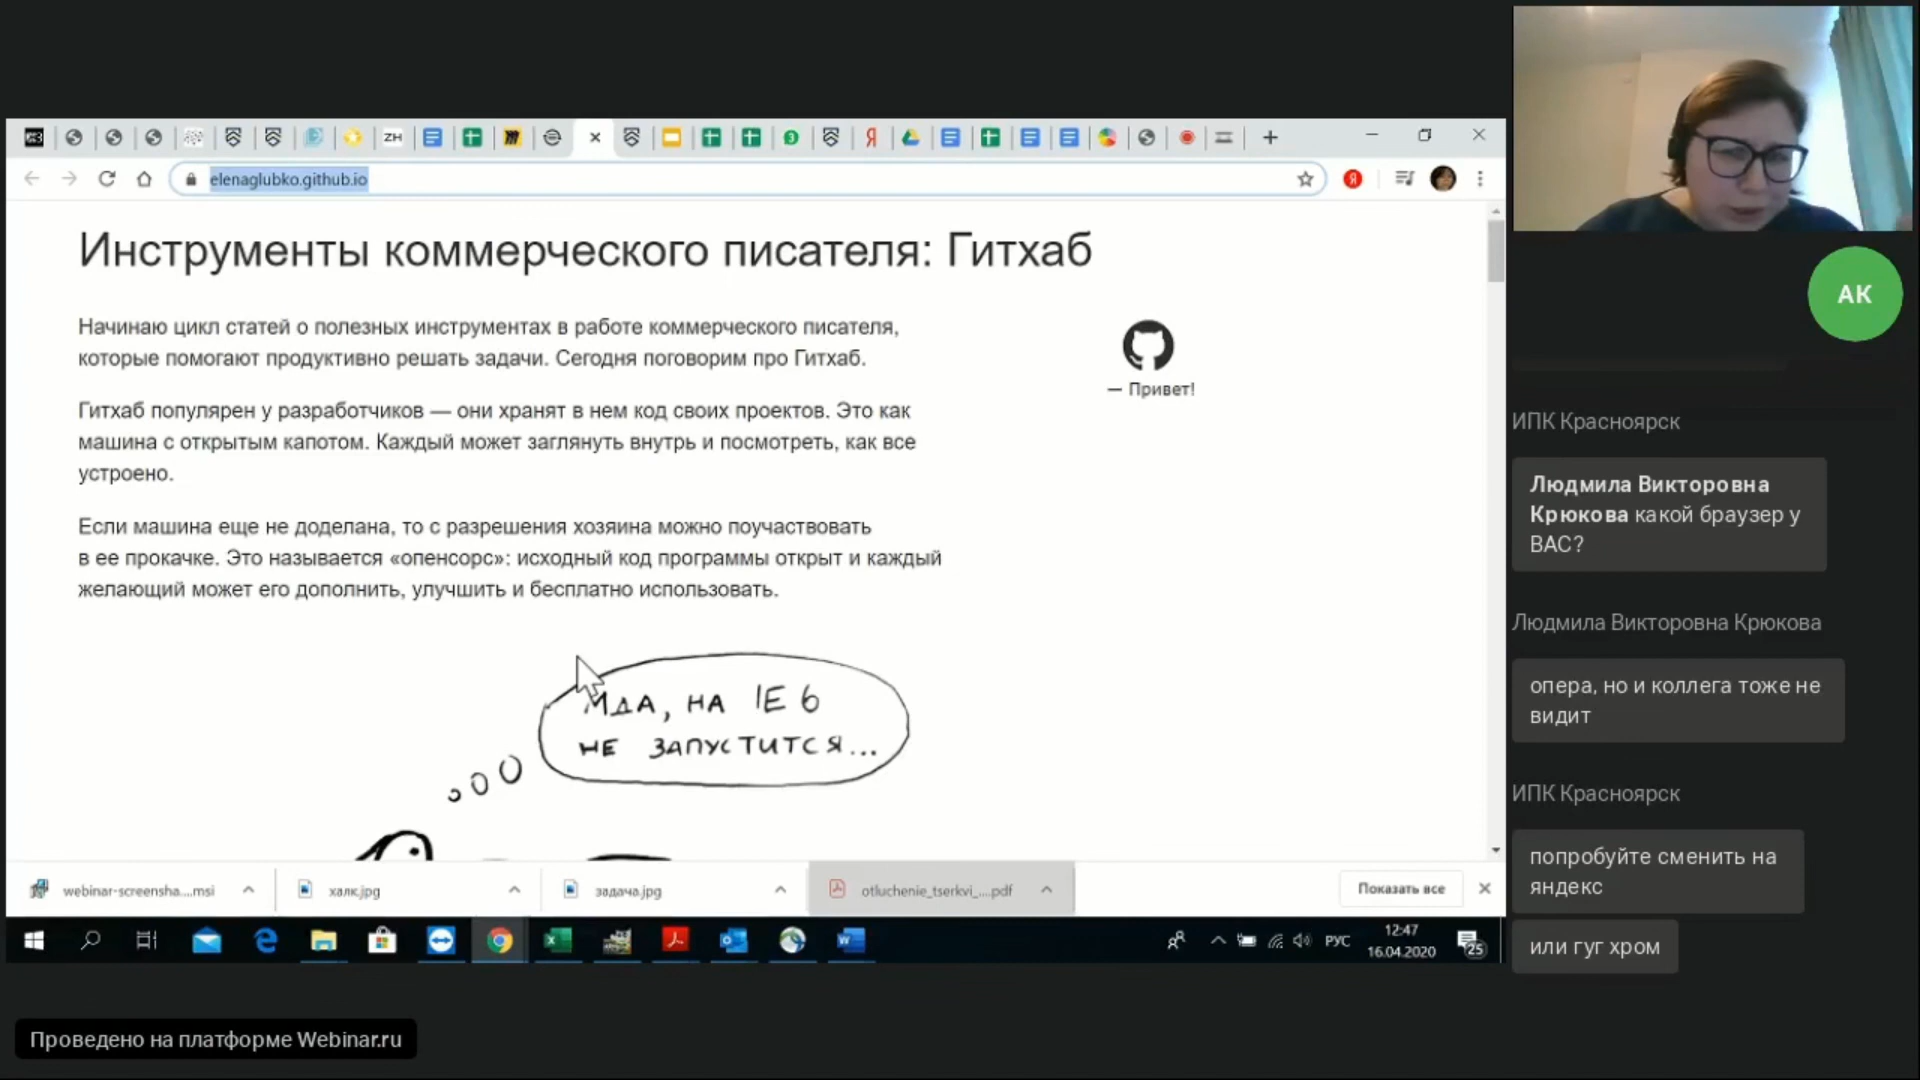 ZH
elenaglubko.github.io
Инструменты коммерческого писателя: Гитхаб
Начинаю цикл статей о полезных инструментах в работе коммерческого писателя,
которые помогают продуктивно решать задачи. Сегодня поговорим про Гитхаб.
— Привет!
Гитхаб популярен у разработчиков — они хранят в нем код своих проектов. Это как
машина с открытым капотом. Каждый может заглянуть внутрь и посмотреть, как все
устроено.
Если машина еще не доделана, то с разрешения хозяина можно поучаствовать
в ее прокачке. Это называется «опенсорс»: исходный код программы открыт и каждый
желающий может его дополнить, улучшить и бесплатно использовать.
МДА, НА IE 6
НЕ ЗАПУСТИТСЯ...
webinar-screensha....msi
халк.jpg
задача.jpg
otluchenie_tserkvi_....pdf
Показать все
РУС
12:47
16.04.2020
25
Проведено на платформе Webinar.ru
АК
ИПК Красноярск
Людмила Викторовна
Крюкова какой браузер у
ВАС?
Людмила Викторовна Крюкова
опера, но и коллега тоже не
видит
ИПК Красноярск
попробуйте сменить на
яндекс
или гуг хром